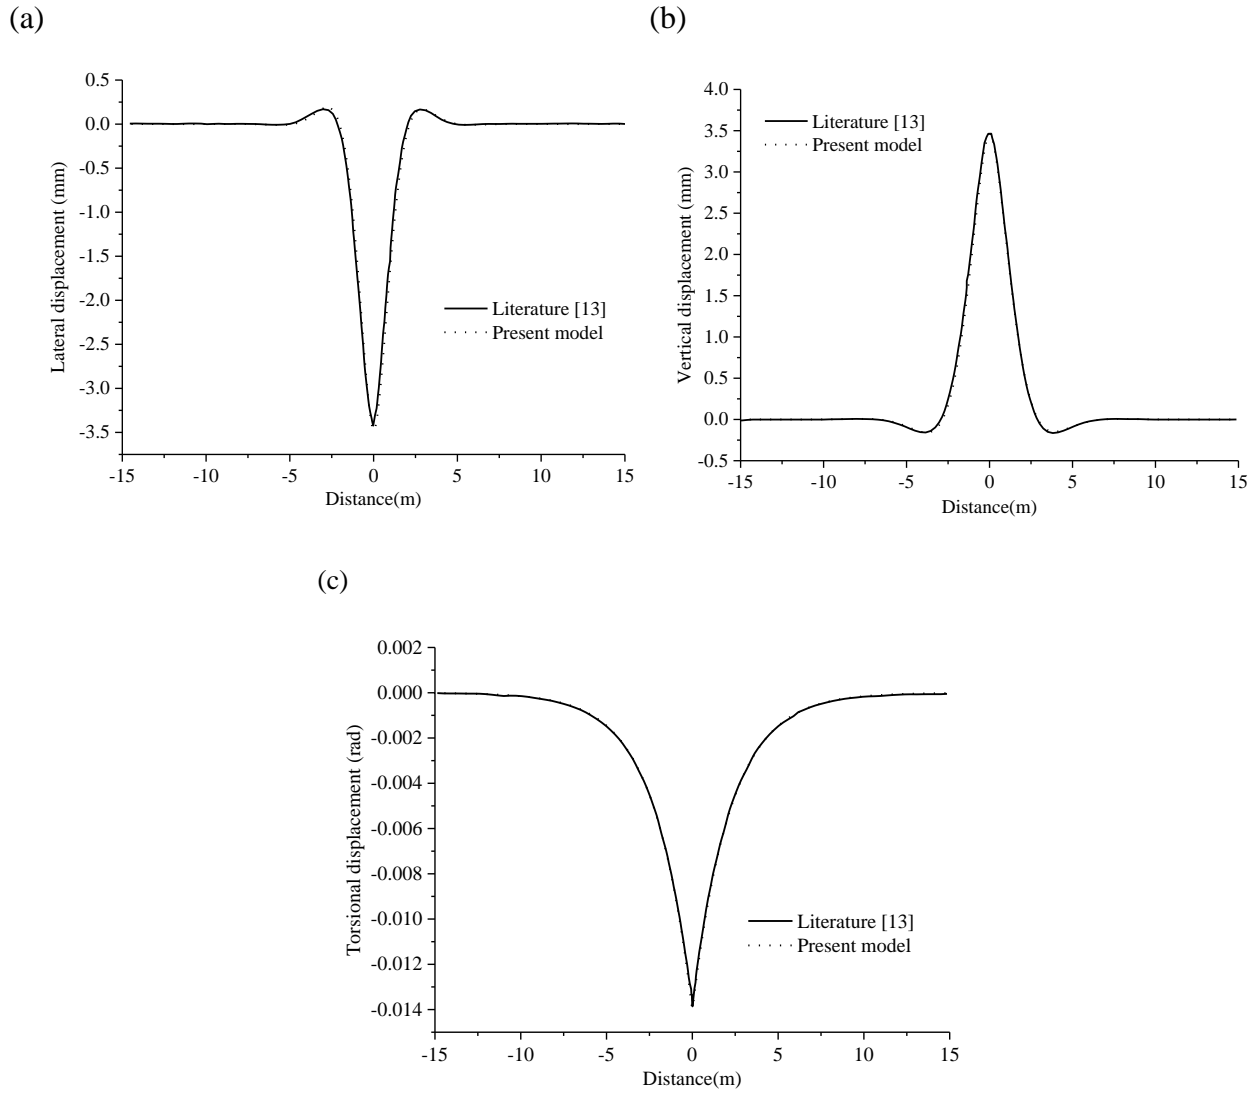 (a)
0.5
0.0
-0.5
-1.0
-1.5
-2.0
-2.5
-3.0
-3.5
Lateral displacement (mm)
Literature [13]
Present model
-15 -10 -5 0 5 10 15
Distance(m)
(b)
4.0
3.5
3.0
2.5
2.0
1.5
1.0
0.5
0.0
-0.5
Vertical displacement (mm)
Literature [13]
Present model
-15 -10 -5 0 5 10 15
Distance(m)
(c)
0.002
0.000
-0.002
-0.004
-0.006
-0.008
-0.010
-0.012
-0.014
Torsional displacement (rad)
Literature [13]
Present model
-15 -10 -5 0 5 10 15
Distance(m)